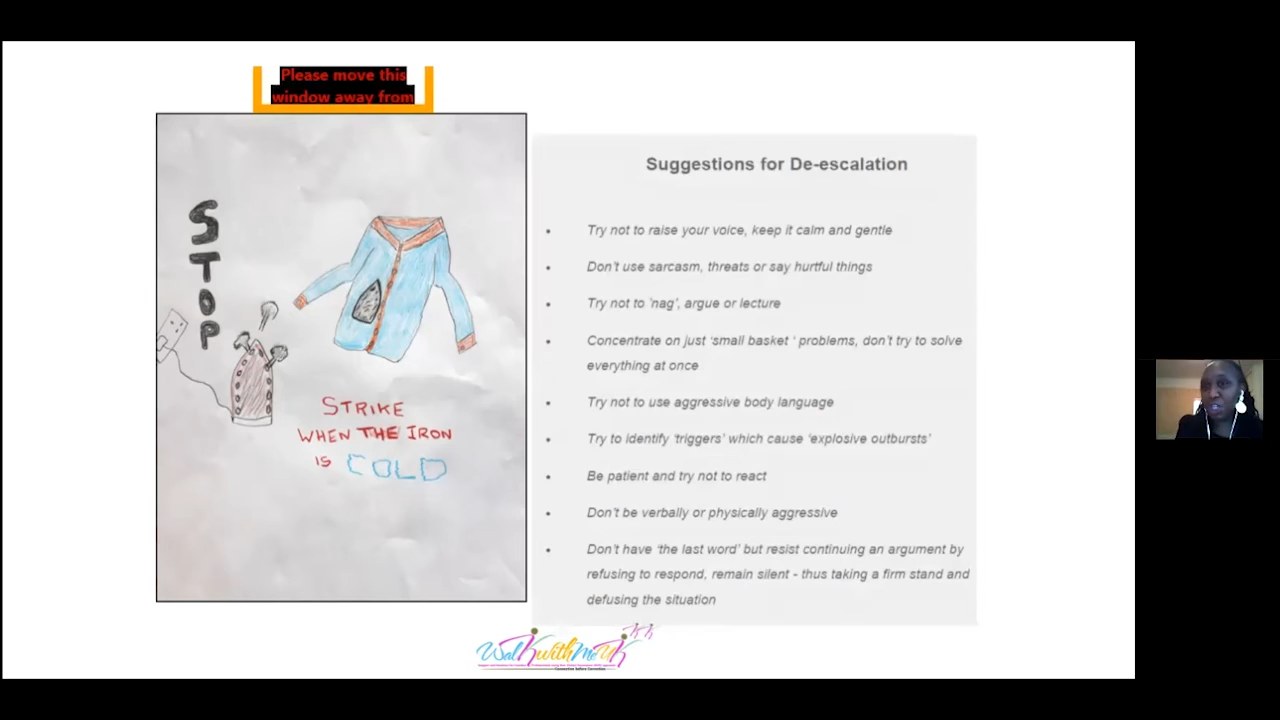 Please move this
window away from
STOP
STRIKE
WHEN THE IRON
IS COLD
Suggestions for De-escalation
• Try not to raise your voice, keep it calm and gentle
• Don't use sarcasm, threats or say hurtful things
• Try not to 'nag', argue or lecture
• Concentrate on just 'small basket ' problems, don't try to solve
everything at once
• Try not to use aggressive body language
• Try to identify 'triggers' which cause 'explosive outbursts'
• Be patient and try not to react
• Don't be verbally or physically aggressive
• Don't have 'the last word' but resist continuing an argument by
refusing to respond, remain silent - thus taking a firm stand and
defusing the situation
Walk with Me UK